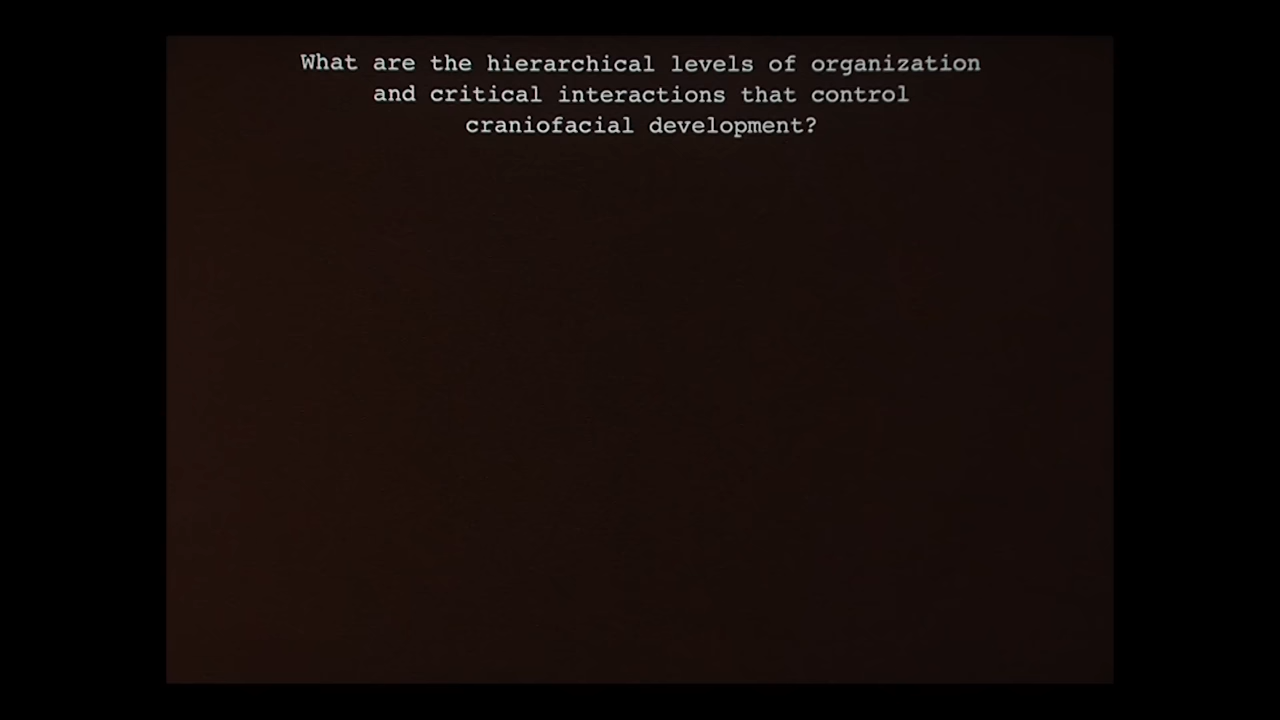 What are the hierarchical levels of organization
and critical interactions that control
craniofacial development?